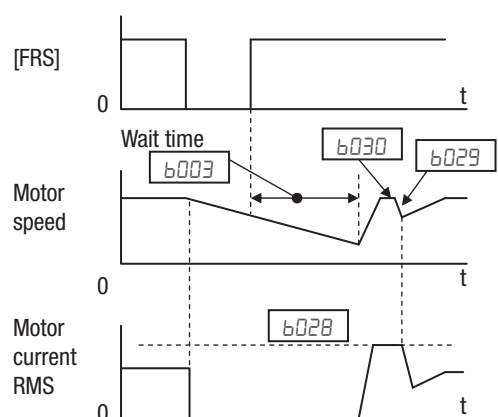 [FRS]
0
t
Wait time
b003
b030
b029
Motor
speed
0
t
b028
Motor
current
RMS
0
t